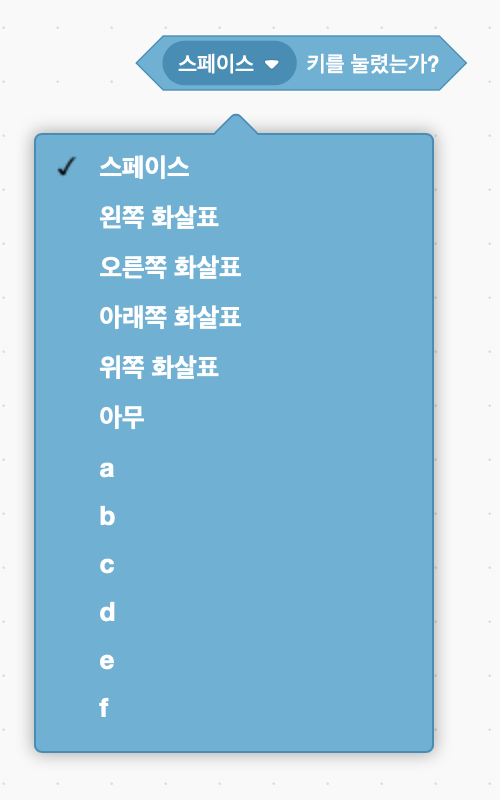 스페이스 키를 눌렀는가?
스페이스
왼쪽 화살표
오른쪽 화살표
아래쪽 화살표
위쪽 화살표
아무
a
b
c
d
e
f